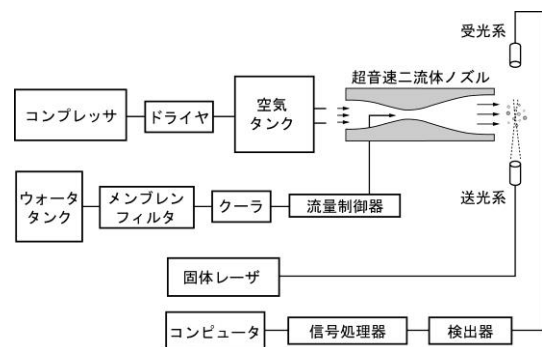 受光系
超音速二流体ノズル
コンプレッサ
ドライヤ
空気
タンク
ウォータ
タンク
メンブレン
フィルタ
クーラ
流量制御器
送光系
固体レーザ
コンピュータ
信号処理器
検出器